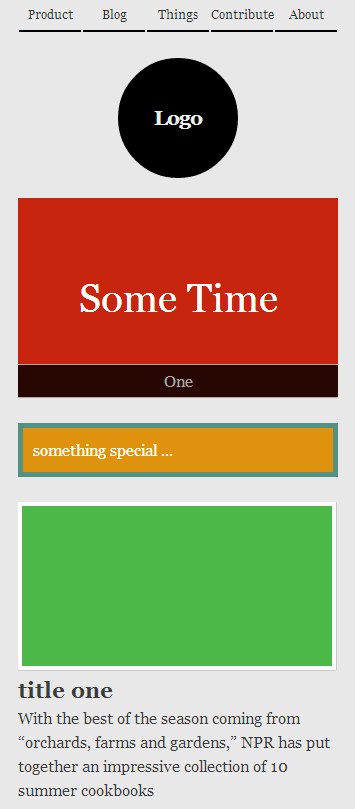 Product Blog Things Contribute About
Logo
Some Time
One
something special ...
title one
With the best of the season coming from
“orchards, farms and gardens,” NPR has put
together an impressive collection of 10
summer cookbooks